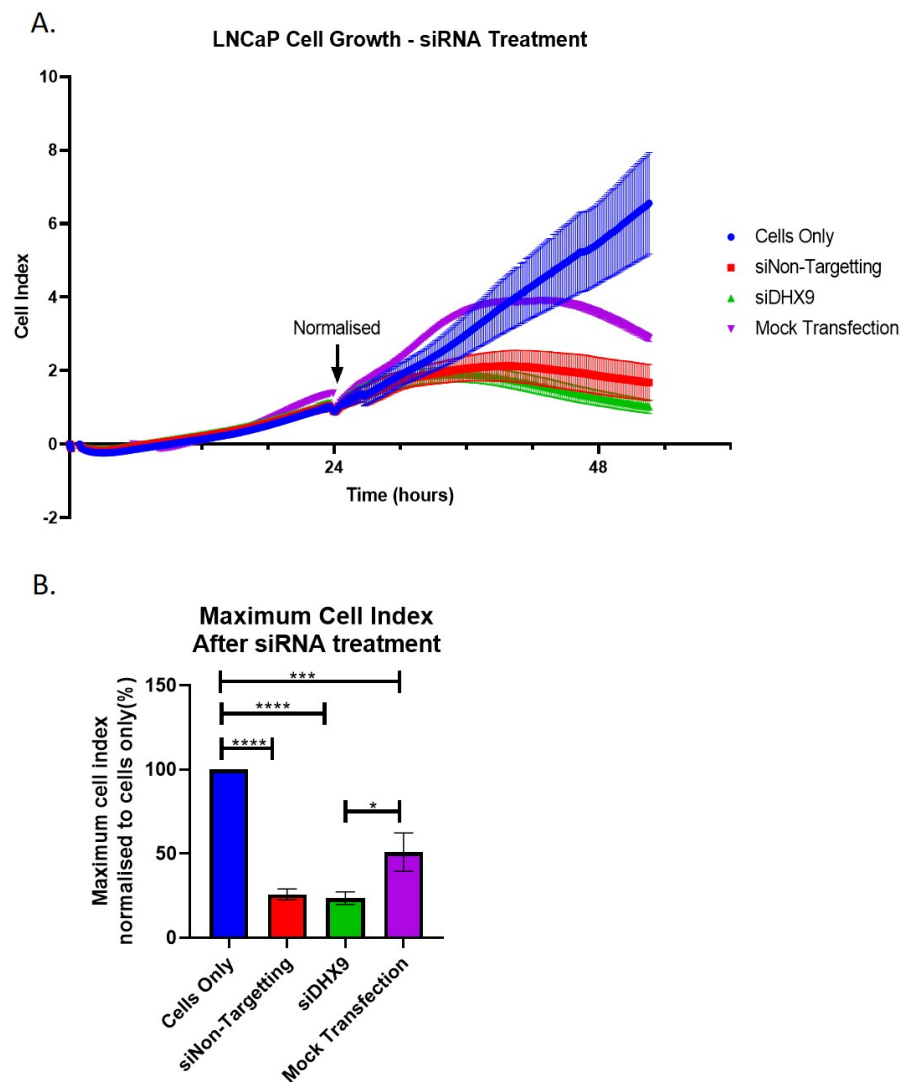 A.
LNCaP Cell Growth - siRNA Treatment
10
8
6
4
2
0
-2
Cell Index
Normalised
24
48
Time (hours)
Cells Only
siNon-Targetting
siDHX9
Mock Transfection
B.
Maximum Cell Index
After siRNA treatment
150
100
50
0
Maximum cell index
normalised to cells only(%)
***
****
****
*
Cells Only
siNon-Targetting
siDHX9
Mock Transfection